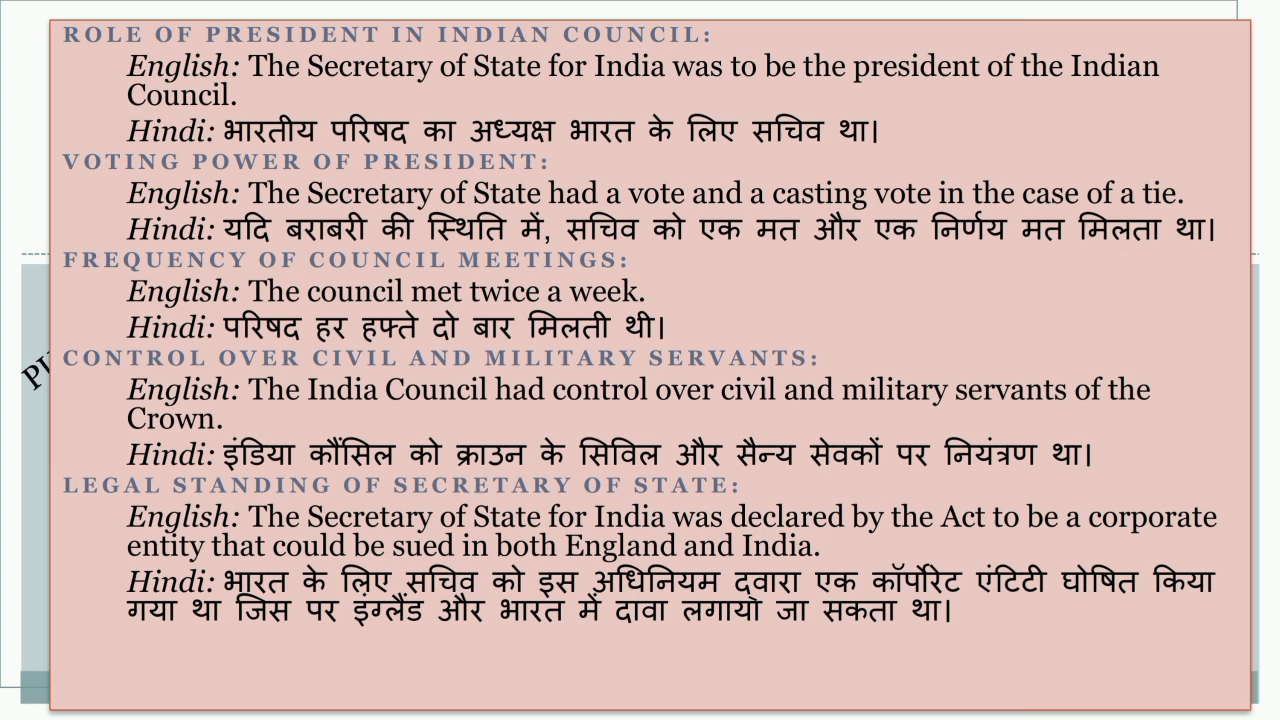 ROLE OF PRESIDENT IN INDIAN COUNCIL:
English: The Secretary of State for India was to be the president of the Indian
Council.
Hindi: भारतीय परिषद का अध्यक्ष भारत के लिए सचिव था।
VOTING POWER OF PRESIDENT:
English: The Secretary of State had a vote and a casting vote in the case of a tie.
Hindi: यदि बराबरी की स्थिति में, सचिव को एक मत और एक निर्णय मत मिलता था।
FREQUENCY OF COUNCIL MEETINGS:
English: The council met twice a week.
Hindi: परिषद हर हफ्ते दो बार मिलती थी।
CONTROL OVER CIVIL AND MILITARY SERVANTS:
English: The India Council had control over civil and military servants of the
Crown.
Hindi: इंडिया कौंसिल को क्राउन के सिविल और सैन्य सेवकों पर नियंत्रण था।
LEGAL STANDING OF SECRETARY OF STATE:
English: The Secretary of State for India was declared by the Act to be a corporate
entity that could be sued in both England and India.
Hindi: भारत के लिए सचिव को इस अधिनियम द्वारा एक कॉर्पोरेट एंटिटी घोषित किया
गया था जिस पर इंग्लैंड और भारत में दावा लगाया जा सकता था।